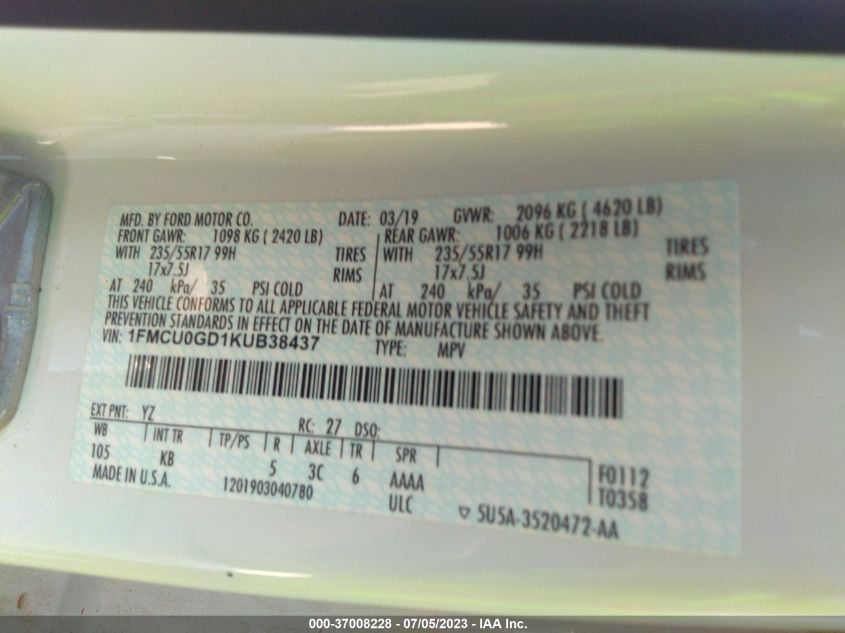 MFD. BY FORD MOTOR CO. DATE: 03/19 GVWR: 2096 KG ( 4620 LB)
FRONT GAWR: 1098 KG ( 2420 LB) REAR GAWR: 1006 KG ( 2218 LB)
WITH 235/55R17 99H TIRES WITH 235/55R17 99H TIRES
17x7.5J RIMS 17x7.5J RIMS
AT 240 kPa/ 35 PSI COLD AT 240 kPa/ 35 PSI COLD
THIS VEHICLE CONFORMS TO ALL APPLICABLE FEDERAL MOTOR VEHICLE SAFETY AND THEFT
PREVENTION STANDARDS IN EFFECT ON THE DATE OF MANUFACTURE SHOWN ABOVE.
VIN: 1FMCU0GD1KUB38437 TYPE: MPV
EXT PNT: YZ RC: 27 DSO:
WB INT TR TP/PS R AXLE TR SPR
105 KB 5 3C 6 AAAA F0112
MADE IN U.S.A. 1201903040780 ULC T0358
▽ 5U5A-3520472-AA
000-37008228 - 07/05/2023 - IAA Inc.